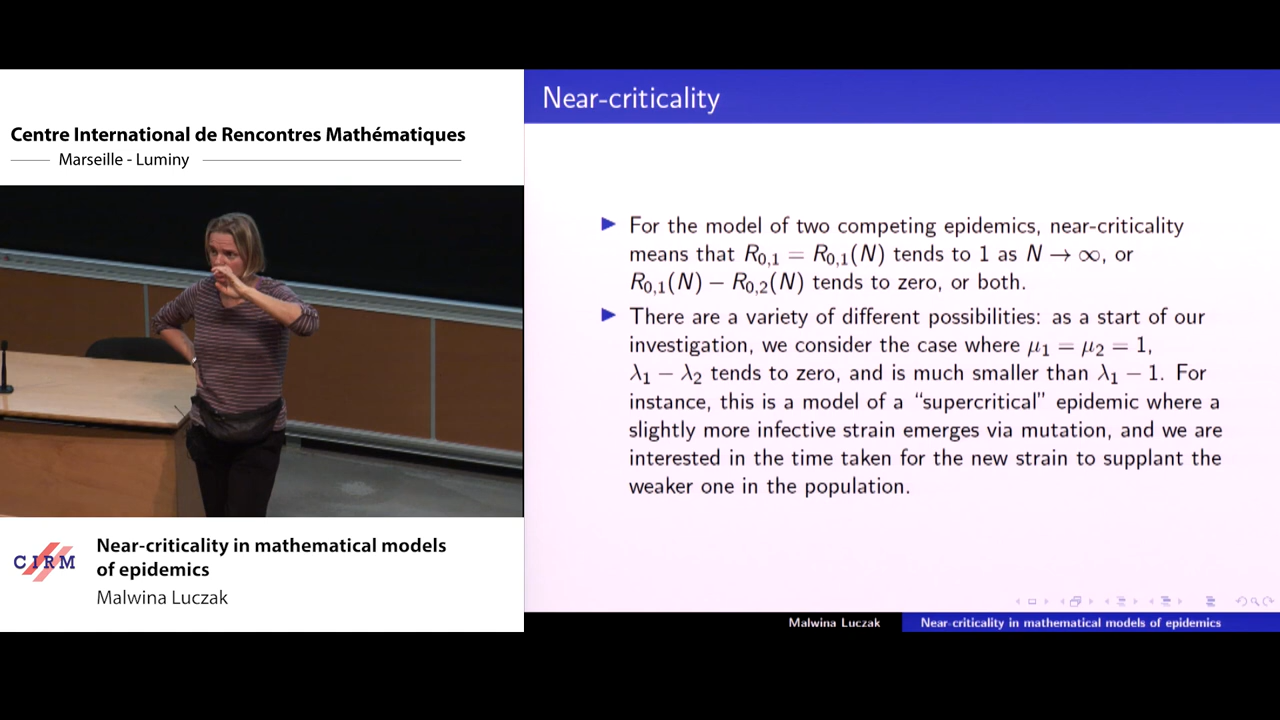 Centre International de Rencontres Mathématiques
Marseille - Luminy
CIRM
Near-criticality in mathematical models
of epidemics
Malwina Luczak
Near-criticality
For the model of two competing epidemics, near-criticality
means that R₀,₁ = R₀,₁(N) tends to 1 as N → ∞, or
R₀,₁(N) − R₀,₂(N) tends to zero, or both.
There are a variety of different possibilities: as a start of our
investigation, we consider the case where μ₁ = μ₂ = 1,
λ₁ − λ₂ tends to zero, and is much smaller than λ₁ − 1. For
instance, this is a model of a “supercritical” epidemic where a
slightly more infective strain emerges via mutation, and we are
interested in the time taken for the new strain to supplant the
weaker one in the population.
Malwina Luczak
Near-criticality in mathematical models of epidemics